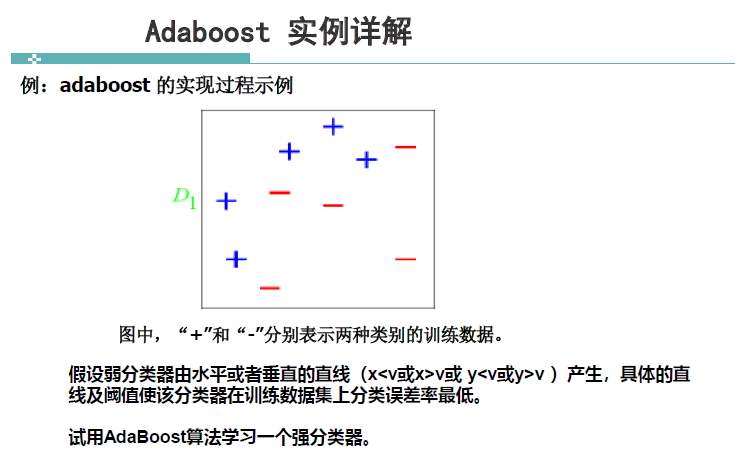 Adaboost 实例详解
例：adaboost 的实现过程示例
D1
图中，“+”和“-”分别表示两种类别的训练数据。
假设弱分类器由水平或者垂直的直线（x<v或x>v或 y<v或y>v ）产生，具体的直
线及阈值使该分类器在训练数据集上分类误差率最低。
试用AdaBoost算法学习一个强分类器。